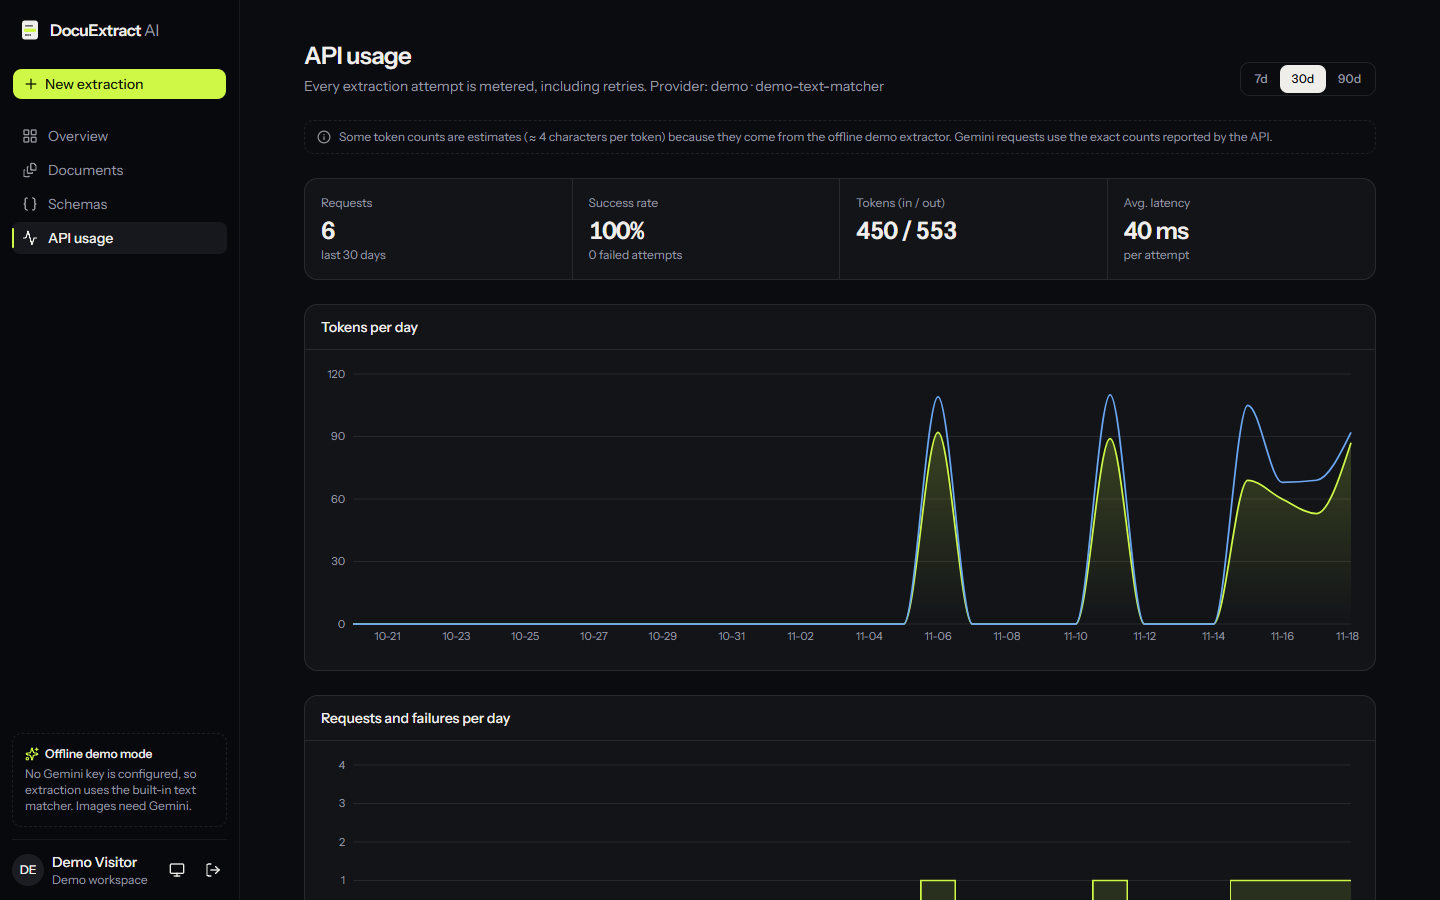 DocuExtract AI
New extraction
Overview
Documents
Schemas
API usage
Offline demo mode
No Gemini key is configured, so
extraction uses the built-in text
matcher. Images need Gemini.
DE
Demo Visitor
Demo workspace
API usage
Every extraction attempt is metered, including retries. Provider: demo · demo-text-matcher
7d 30d 90d
Some token counts are estimates (≈ 4 characters per token) because they come from the offline demo extractor. Gemini requests use the exact counts reported by the API.
Requests
6
last 30 days
Success rate
100%
0 failed attempts
Tokens (in / out)
450 / 553
Avg. latency
40 ms
per attempt
Tokens per day
120
90
60
30
0
10-21 10-23 10-25 10-27 10-29 10-31 11-02 11-04 11-06 11-08 11-10 11-12 11-14 11-16 11-18
Requests and failures per day
4
3
2
1